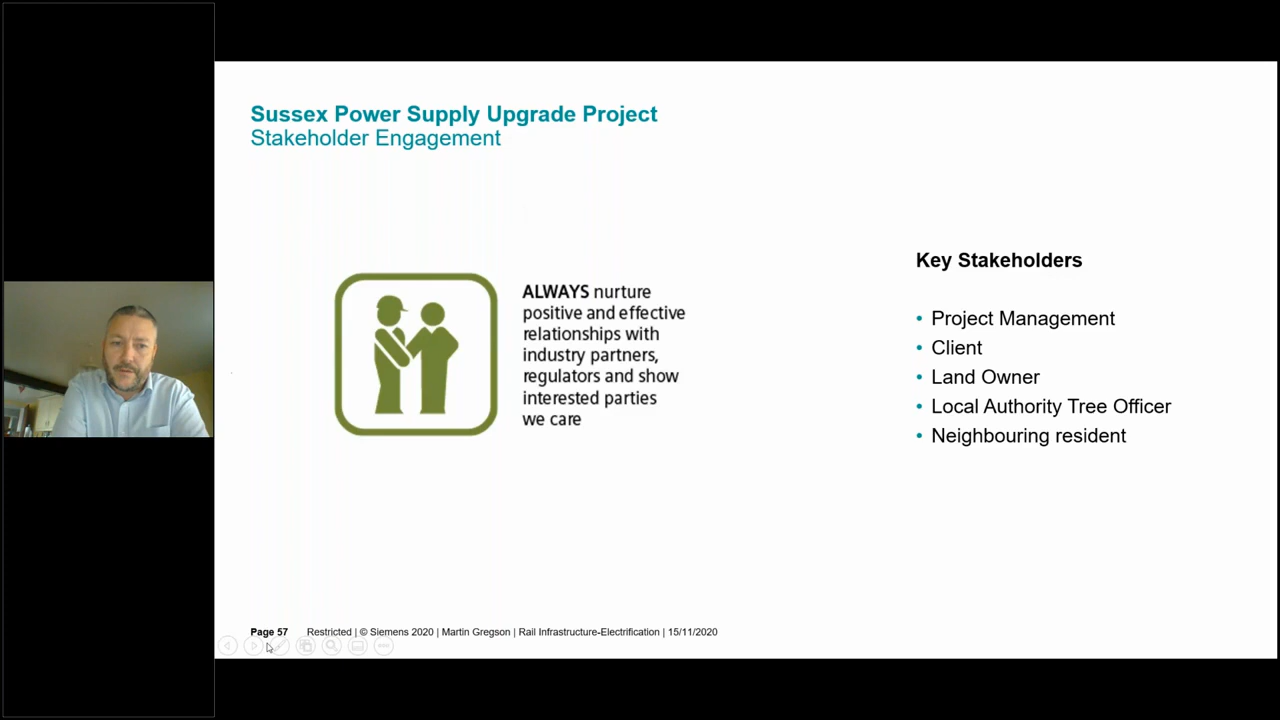 Sussex Power Supply Upgrade Project
Stakeholder Engagement
ALWAYS nurture
positive and effective
relationships with
industry partners,
regulators and show
interested parties
we care
Key Stakeholders
• Project Management
• Client
• Land Owner
• Local Authority Tree Officer
• Neighbouring resident
Page 57 Restricted | © Siemens 2020 | Martin Gregson | Rail Infrastructure-Electrification | 15/11/2020